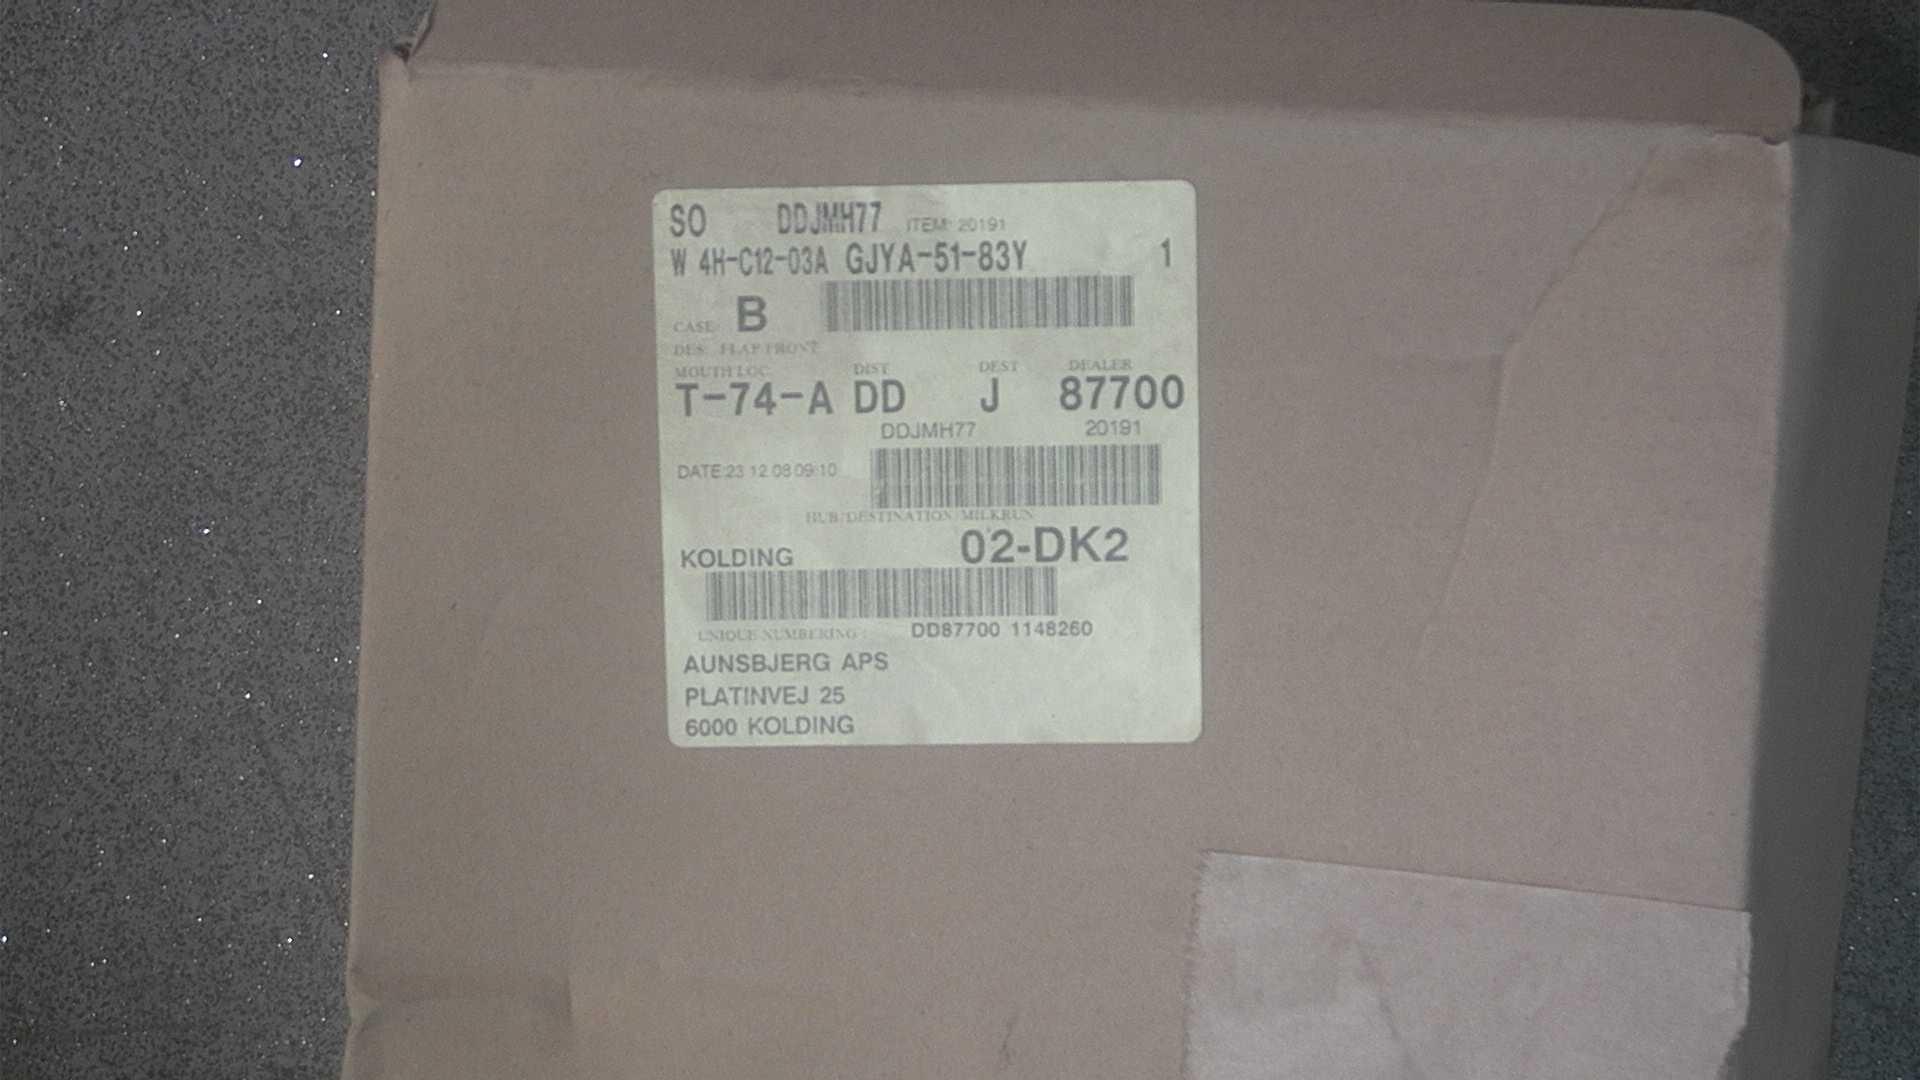 SO DDJMH77 ITEM: 20191
W 4H-C12-03A GJYA-51-83Y 1
CASE: B
DES: FLAP FRONT
MOUTH LOC. DIST DEST DEALER
T-74-A DD J 87700
DDJMH77 20191
DATE:23 12 08 09:10
HUB/DESTINATION/MILKRUN
KOLDING 02-DK2
UNIQUE NUMBERING : DD87700 1148260
AUNSBJERG APS
PLATINVEJ 25
6000 KOLDING